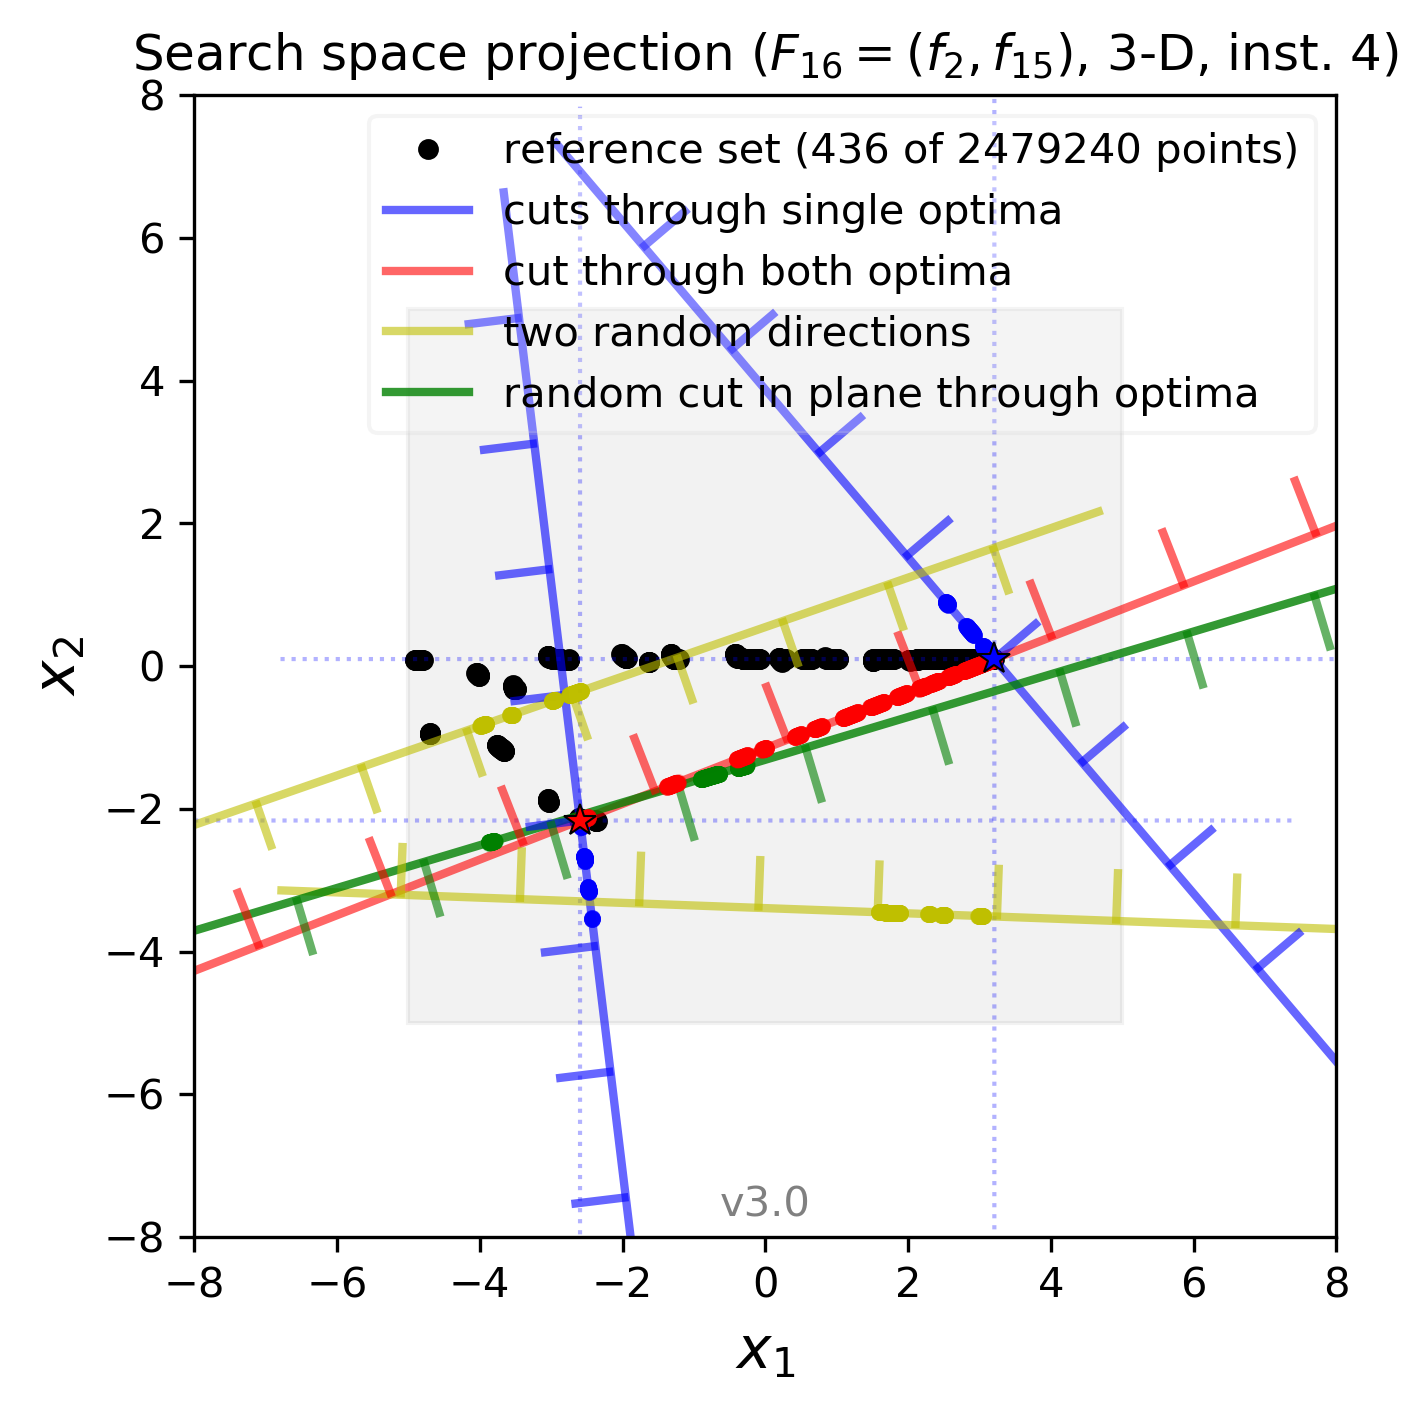 Search space projection (F₁₆ = (f₂, f₁₅), 3-D, inst. 4)
reference set (436 of 2479240 points)
cuts through single optima
cut through both optima
two random directions
random cut in plane through optima
8
6
4
2
0
−2
−4
−6
−8
x₂
v3.0
−8 −6 −4 −2 0 2 4 6 8
x₁